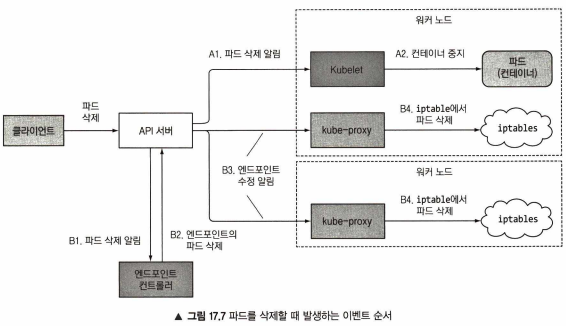 워커 노드
A1. 파드 삭제 알림
Kubelet
A2. 컨테이너 중지
파드
(컨테이너)
클라이언트
파드
삭제
API 서버
kube-proxy
B4. iptable에서
파드 삭제
iptables
B3. 엔드포인트
수정 알림
워커 노드
kube-proxy
B4. iptable에서
파드 삭제
iptables
B1. 파드 삭제 알림
B2. 엔드포인트의
파드 삭제
엔드포인트
컨트롤러
▲ 그림 17.7 파드를 삭제할 때 발생하는 이벤트 순서